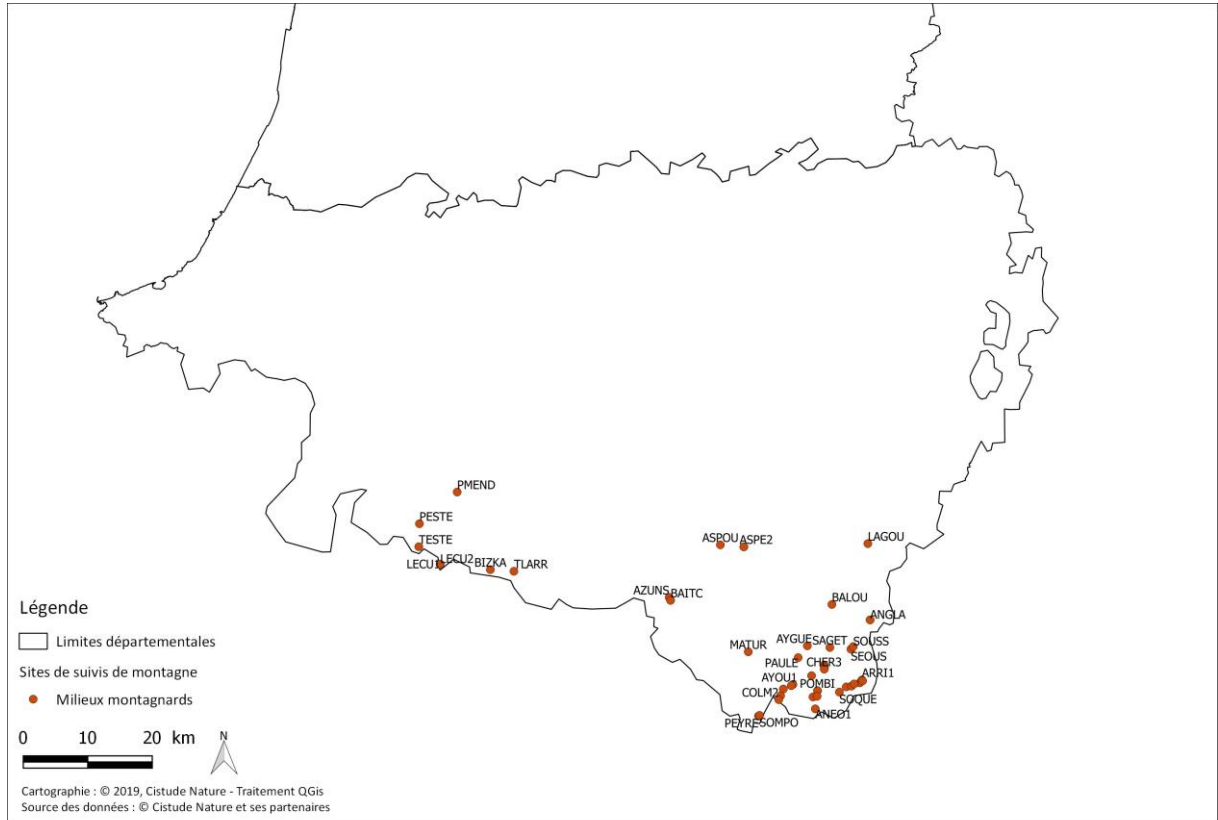 PMEND
PESTE
TESTE
LECU1
LECU2
BIZKA
TLARR
ASPOU
ASPE2
LAGOU
AZUNS
BAITC
BALOU
ANGLA
MATUR
AYGUE
SAGET
SOUSS
SEOUS
PAULE
CHER3
ARRI1
AYOU1
POMBI
COLM2
SOQUE
PEYRE
SOMPO
ANEO1
Légende
Limites départementales
Sites de suivis de montagne
Milieux montagnards
0 10 20 km
N
Cartographie : © 2019, Cistude Nature - Traitement QGis
Source des données : © Cistude Nature et ses partenaires